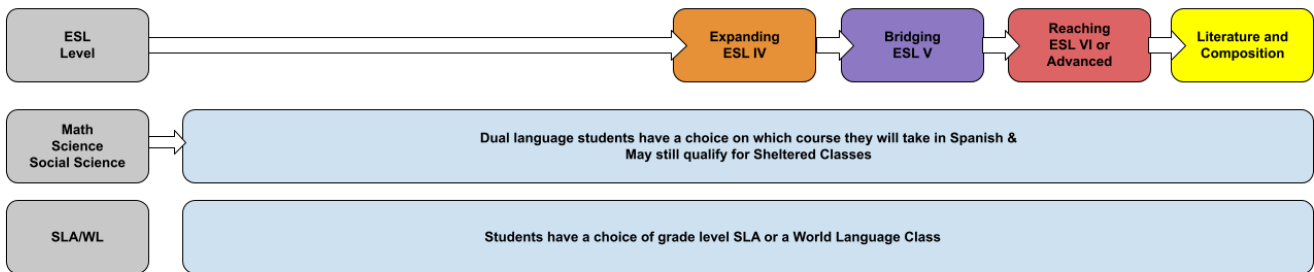 ESL
Level
Expanding
ESL IV
Bridging
ESL V
Reaching
ESL VI or
Advanced
Literature and
Composition
Math
Science
Social Science
Dual language students have a choice on which course they will take in Spanish &
May still qualify for Sheltered Classes
SLA/WL
Students have a choice of grade level SLA or a World Language Class